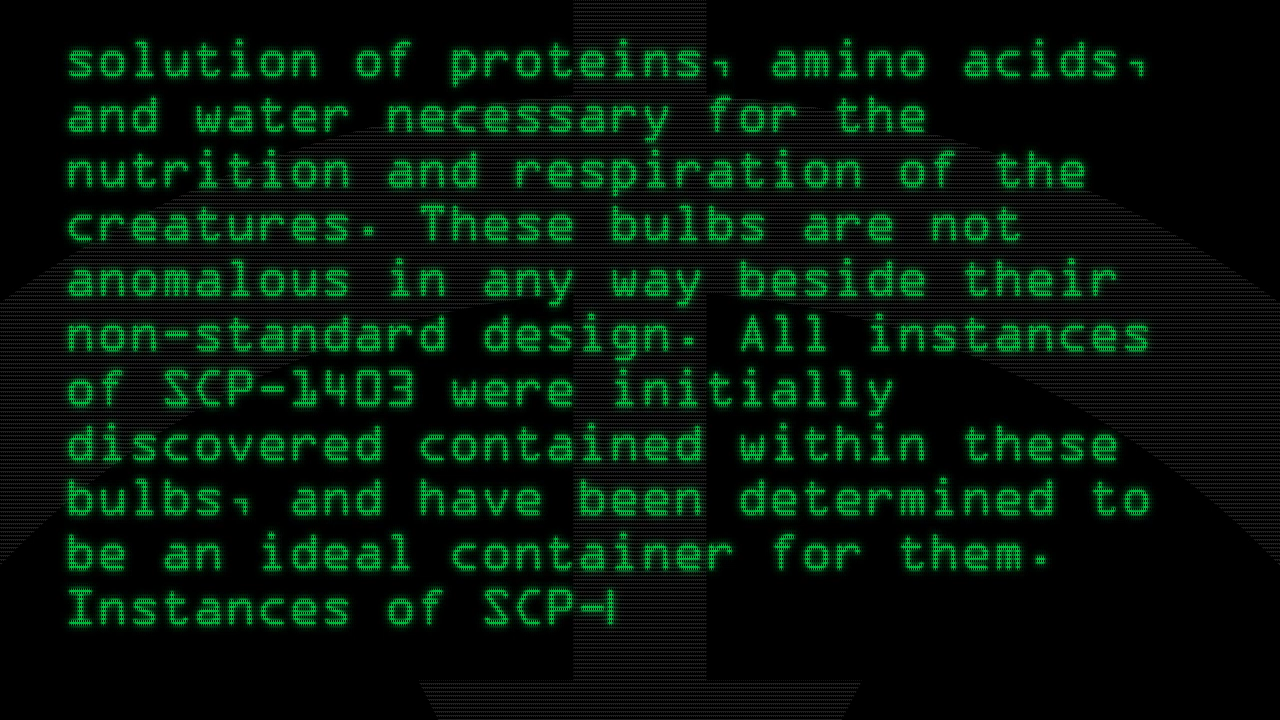 solution of proteins, amino acids,
and water necessary for the
nutrition and respiration of the
creatures. These bulbs are not
anomalous in any way beside their
non-standard design. All instances
of SCP-1403 were initially
discovered contained within these
bulbs, and have been determined to
be an ideal container for them.
Instances of SCP-